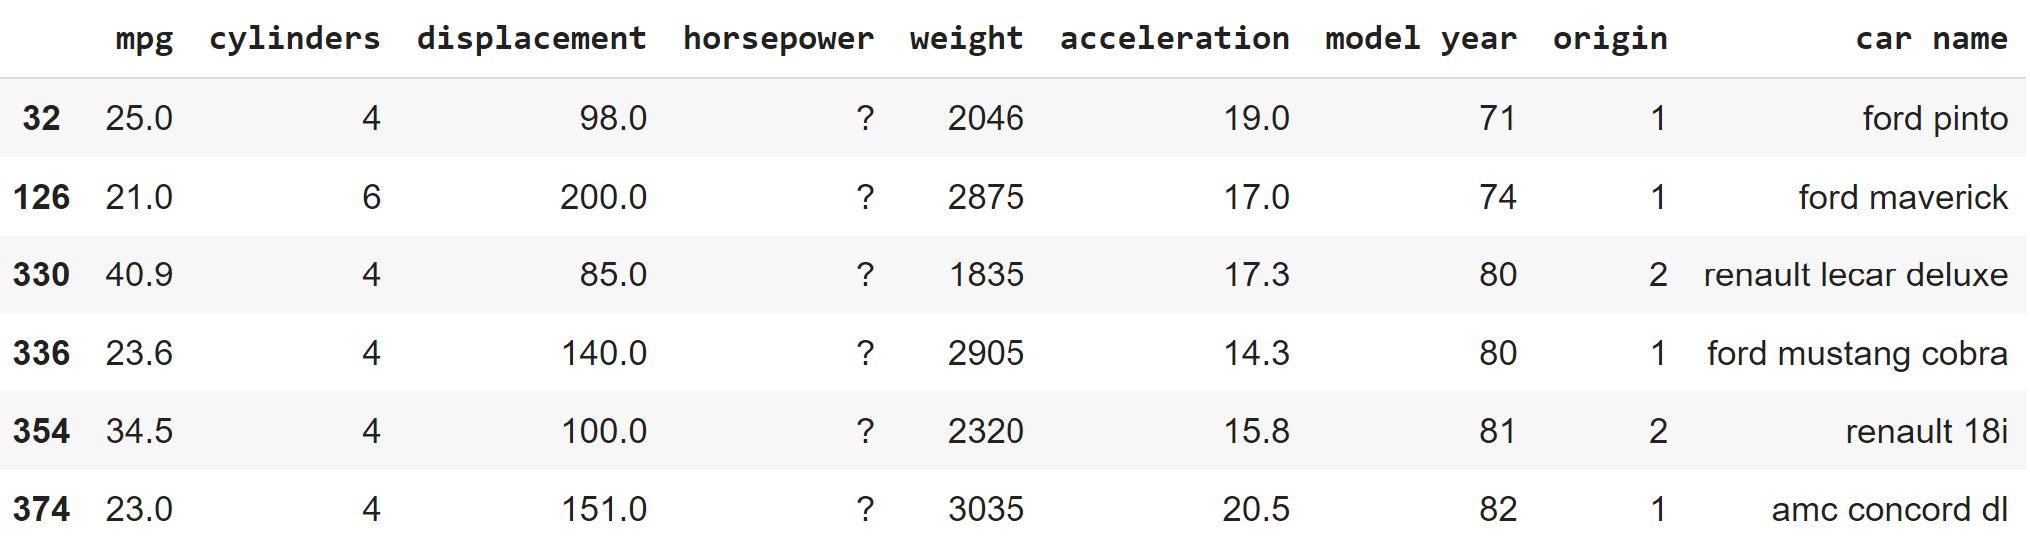 mpg cylinders displacement horsepower weight acceleration model year origin car name
32 25.0 4 98.0 ? 2046 19.0 71 1 ford pinto
126 21.0 6 200.0 ? 2875 17.0 74 1 ford maverick
330 40.9 4 85.0 ? 1835 17.3 80 2 renault lecar deluxe
336 23.6 4 140.0 ? 2905 14.3 80 1 ford mustang cobra
354 34.5 4 100.0 ? 2320 15.8 81 2 renault 18i
374 23.0 4 151.0 ? 3035 20.5 82 1 amc concord dl